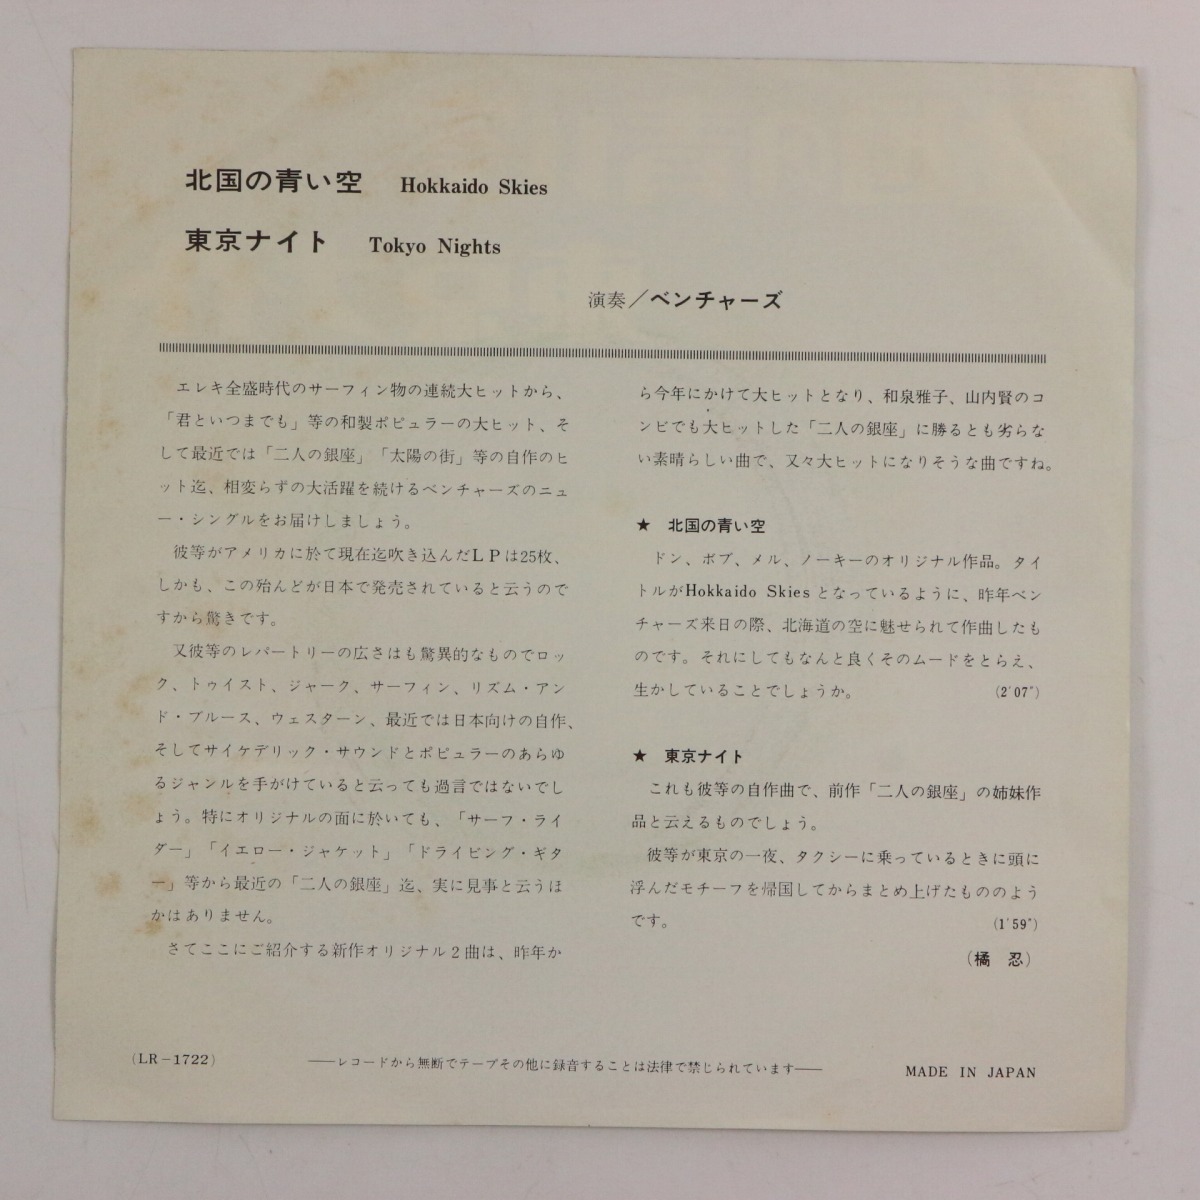 北国の青い空 Hokkaido Skies
東京ナイト Tokyo Nights
演奏／ベンチャーズ
エレキ全盛時代のサーフィン物の連続大ヒットから、
「君といつまでも」等の和製ポピュラーの大ヒット、そ
して最近では「二人の銀座」「太陽の街」等の自作のヒ
ット迄、相変らずの大活躍を続けるベンチャーズのニュ
ー・シングルをお届けしましょう。
彼等がアメリカに於て現在迄吹き込んだＬＰは25枚、
しかも、この殆んどが日本で発売されていると云うので
すから驚きです。
又彼等のレパートリーの広さはも驚異的なものでロッ
ク、トゥイスト、ジャーク、サーフィン、リズム・アン
ド・ブルース、ウェスターン、最近では日本向けの自作、
そしてサイケデリック・サウンドとポピュラーのあらゆ
るジャンルを手がけていると云っても過言ではないでし
ょう。特にオリジナルの面に於いても、「サーフ・ライ
ダー」「イエロー・ジャケット」「ドライビング・ギタ
ー」等から最近の「二人の銀座」迄、実に見事と云うほ
かはありません。
さてここにご紹介する新作オリジナル２曲は、昨年か
ら今年にかけて大ヒットとなり、和泉雅子、山内賢のコ
ンビでも大ヒットした「二人の銀座」に勝るとも劣らな
い素晴らしい曲で、又々大ヒットになりそうな曲ですね。
★ 北国の青い空
ドン、ボブ、メル、ノーキーのオリジナル作品。タイ
トルがHokkaido Skiesとなっているように、昨年ベン
チャーズ来日の際、北海道の空に魅せられて作曲したも
のです。それにしてもなんと良くそのムードをとらえ、
生かしていることでしょうか。 (2'07")
★ 東京ナイト
これも彼等の自作曲で、前作「二人の銀座」の姉妹作
品と云えるものでしょう。
彼等が東京の一夜、タクシーに乗っているときに頭に
浮んだモチーフを帰国してからまとめ上げたもののよう
です。 (1'59")
(橘 忍)
(LR−1722)
――レコードから無断でテープその他に録音することは法律で禁じられています――
MADE IN JAPAN